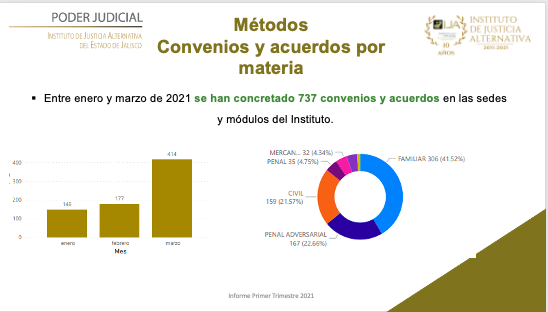 PODER JUDICIAL
INSTITUTO DE JUSTICIA ALTERNATIVA
DEL ESTADO DE JALISCO
Métodos
Convenios y acuerdos por
materia
IJA
10
AÑOS
INSTITUTO
DE JUSTICIA
ALTERNATIVA
▪ Entre enero y marzo de 2021 se han concretado 737 convenios y acuerdos en las sedes
y módulos del Instituto.
400
300
200
100
0
146
177
414
enero
febrero
marzo
Mes
MERCAN... 32 (4.34%)
PENAL 35 (4.75%)
FAMILIAR 306 (41.52%)
CIVIL
159 (21.57%)
PENAL ADVERSARIAL
167 (22.66%)
Informe Primer Trimestre 2021